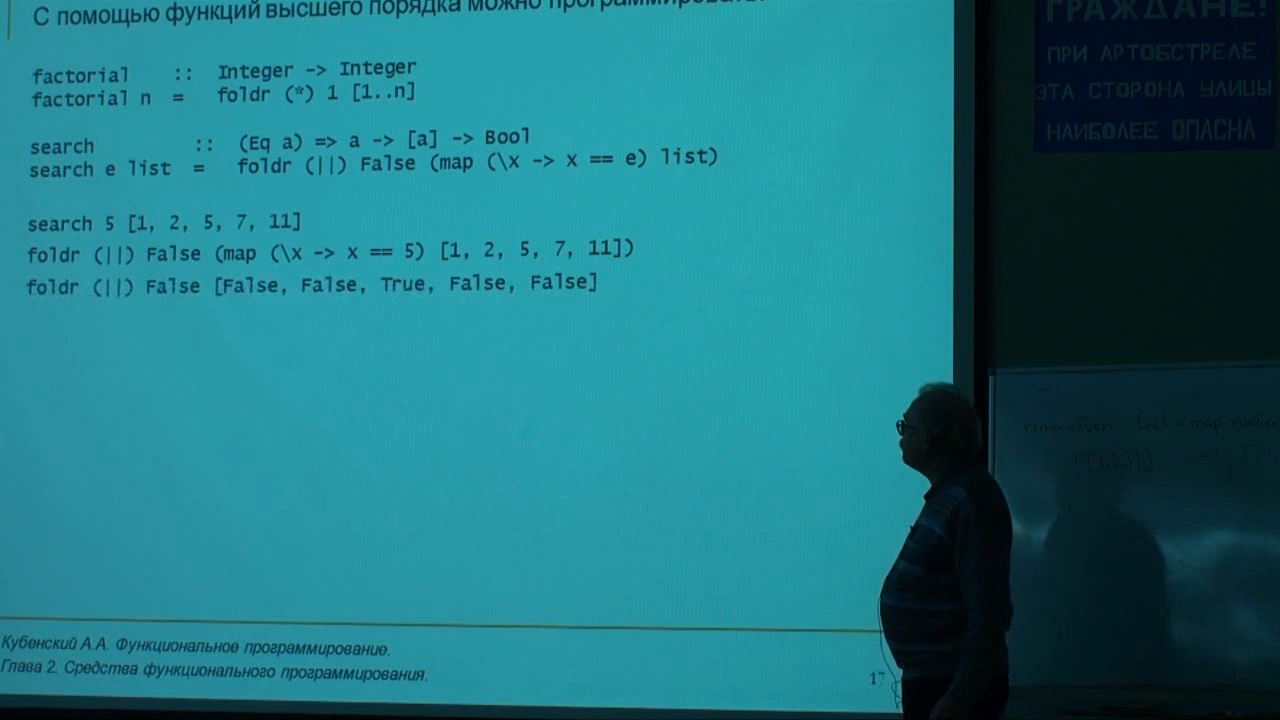 С помощью функций высшего порядка можно
factorial :: Integer -> Integer
factorial n = foldr (*) 1 [1..n]
search :: (Eq a) => a -> [a] -> Bool
search e list = foldr (||) False (map (\x -> x == e) list)
search 5 [1, 2, 5, 7, 11]
foldr (||) False (map (\x -> x == 5) [1, 2, 5, 7, 11])
foldr (||) False [False, False, True, False, False]
Кубенский А.А. Функциональное программирование.
Глава 2. Средства функционального программирования.
17
ГРАЖДАНЕ!
ПРИ АРТОБСТРЕЛЕ
ЭТА СТОРОНА УЛИЦЫ
НАИБОЛЕЕ ОПАСНА